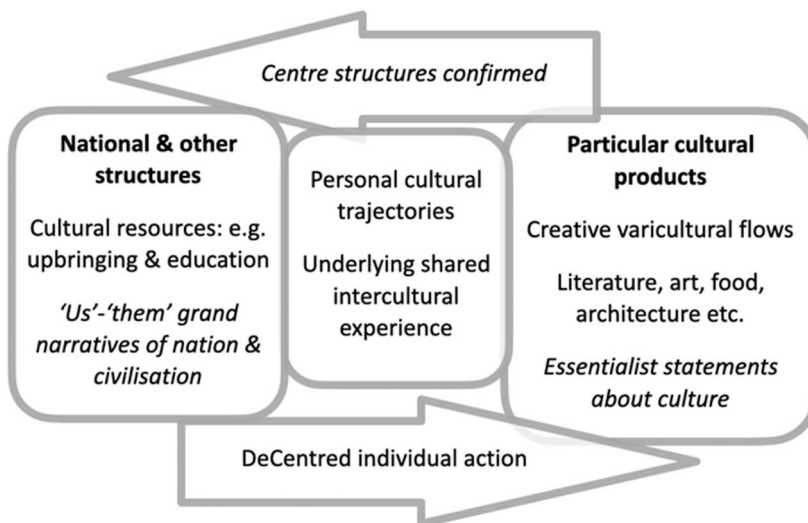 Centre structures confirmed
National & other
structures
Cultural resources: e.g.
upbringing & education
‘Us’-‘them’ grand
narratives of nation &
civilisation
Personal cultural
trajectories
Underlying shared
intercultural
experience
Particular cultural
products
Creative varicultural flows
Literature, art, food,
architecture etc.
Essentialist statements
about culture
DeCentred individual action